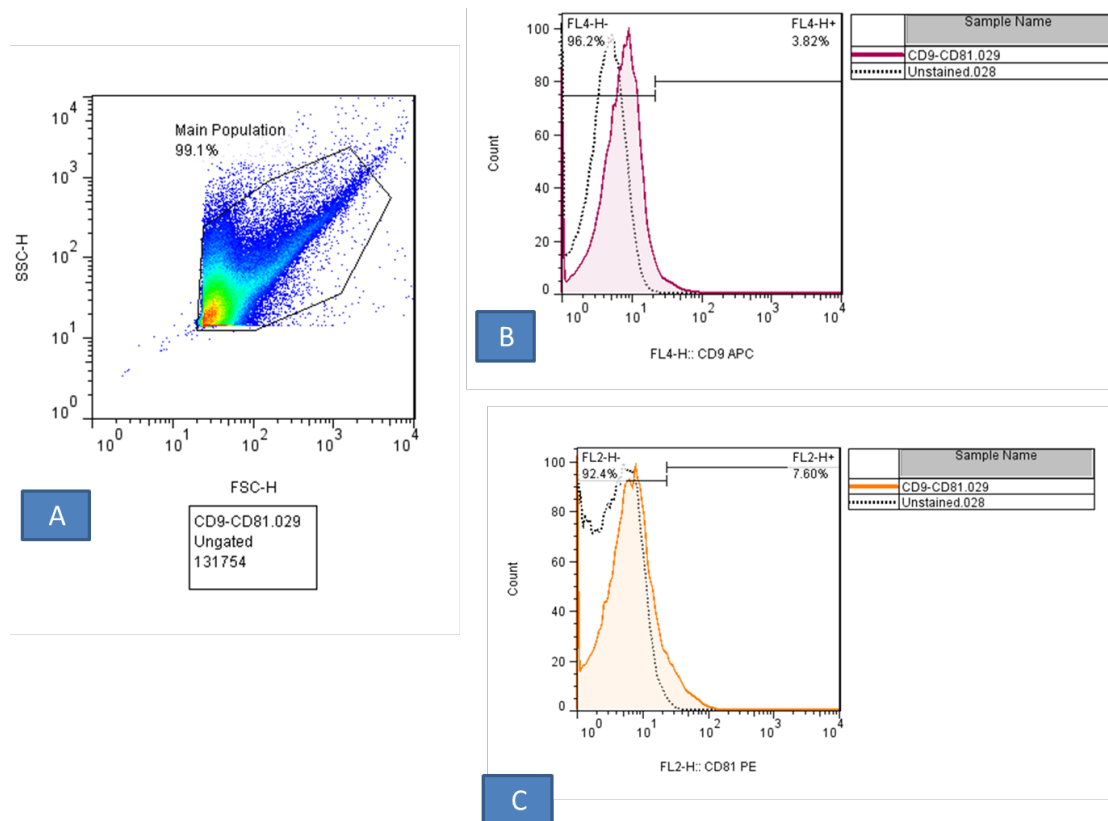 10^4
10^3
10^2
10^1
10^0
SSC-H
Main Population
99.1%
10^0 10^1 10^2 10^3 10^4
FSC-H
A
CD9-CD81.029
Ungated
131754
100
80
60
40
20
0
Count
FL4-H-
96.2%
FL4-H+
3.82%
10^0 10^1 10^2 10^3 10^4
FL4-H:: CD9 APC
Sample Name
CD9-CD81.029
Unstained.028
B
100
80
60
40
20
0
Count
FL2-H-
92.4%
FL2-H+
7.60%
10^0 10^1 10^2 10^3 10^4
FL2-H:: CD81 PE
Sample Name
CD9-CD81.029
Unstained.028
C